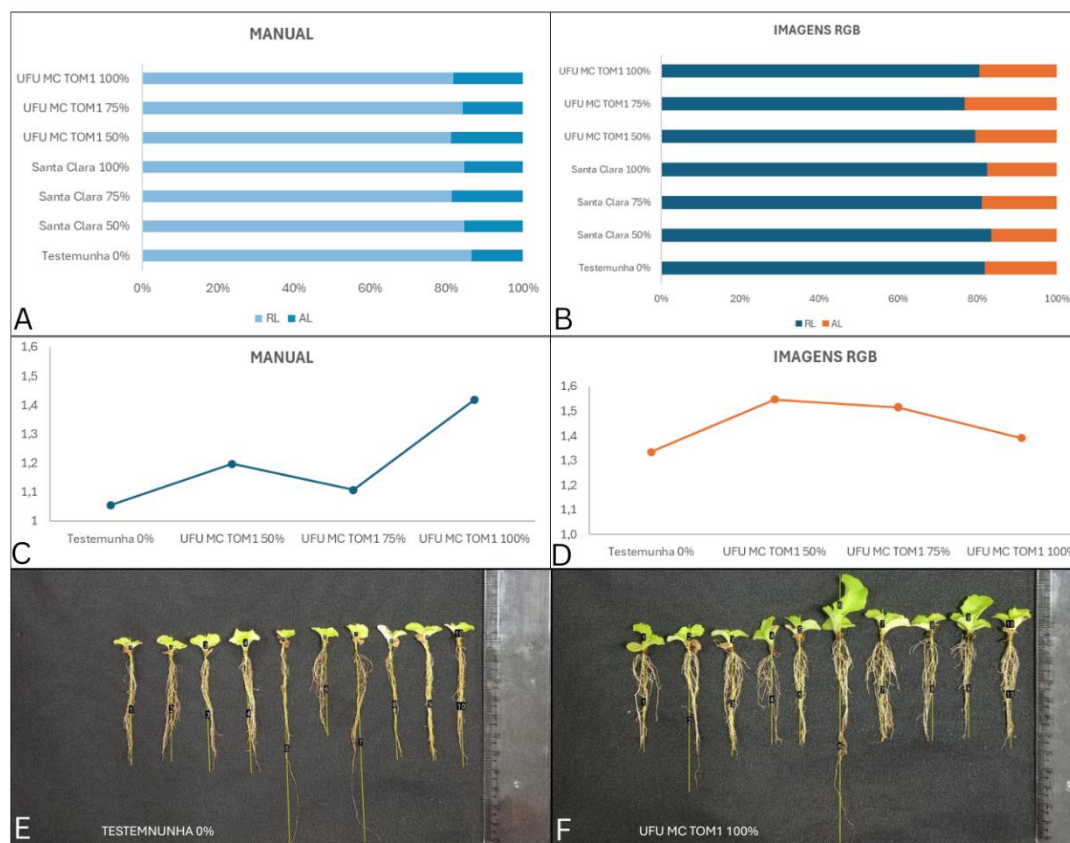 MANUAL
UFU MC TOM1 100%
UFU MC TOM1 75%
UFU MC TOM1 50%
Santa Clara 100%
Santa Clara 75%
Santa Clara 50%
Testemunha 0%
0% 20% 40% 60% 80% 100%
RL AL
A
IMAGENS RGB
UFU MC TOM1 100%
UFU MC TOM1 75%
UFU MC TOM1 50%
Santa Clara 100%
Santa Clara 75%
Santa Clara 50%
Testemunha 0%
0% 20% 40% 60% 80% 100%
RL AL
B
MANUAL
1,6
1,5
1,4
1,3
1,2
1,1
1
Testemunha 0% UFU MC TOM1 50% UFU MC TOM1 75% UFU MC TOM1 100%
C
IMAGENS RGB
1,6
1,5
1,4
1,3
1,2
1,1
1,0
Testemunha 0% UFU MC TOM1 50% UFU MC TOM1 75% UFU MC TOM1 100%
D
E
TESTEMNUNHA 0%
F
UFU MC TOM1 100%